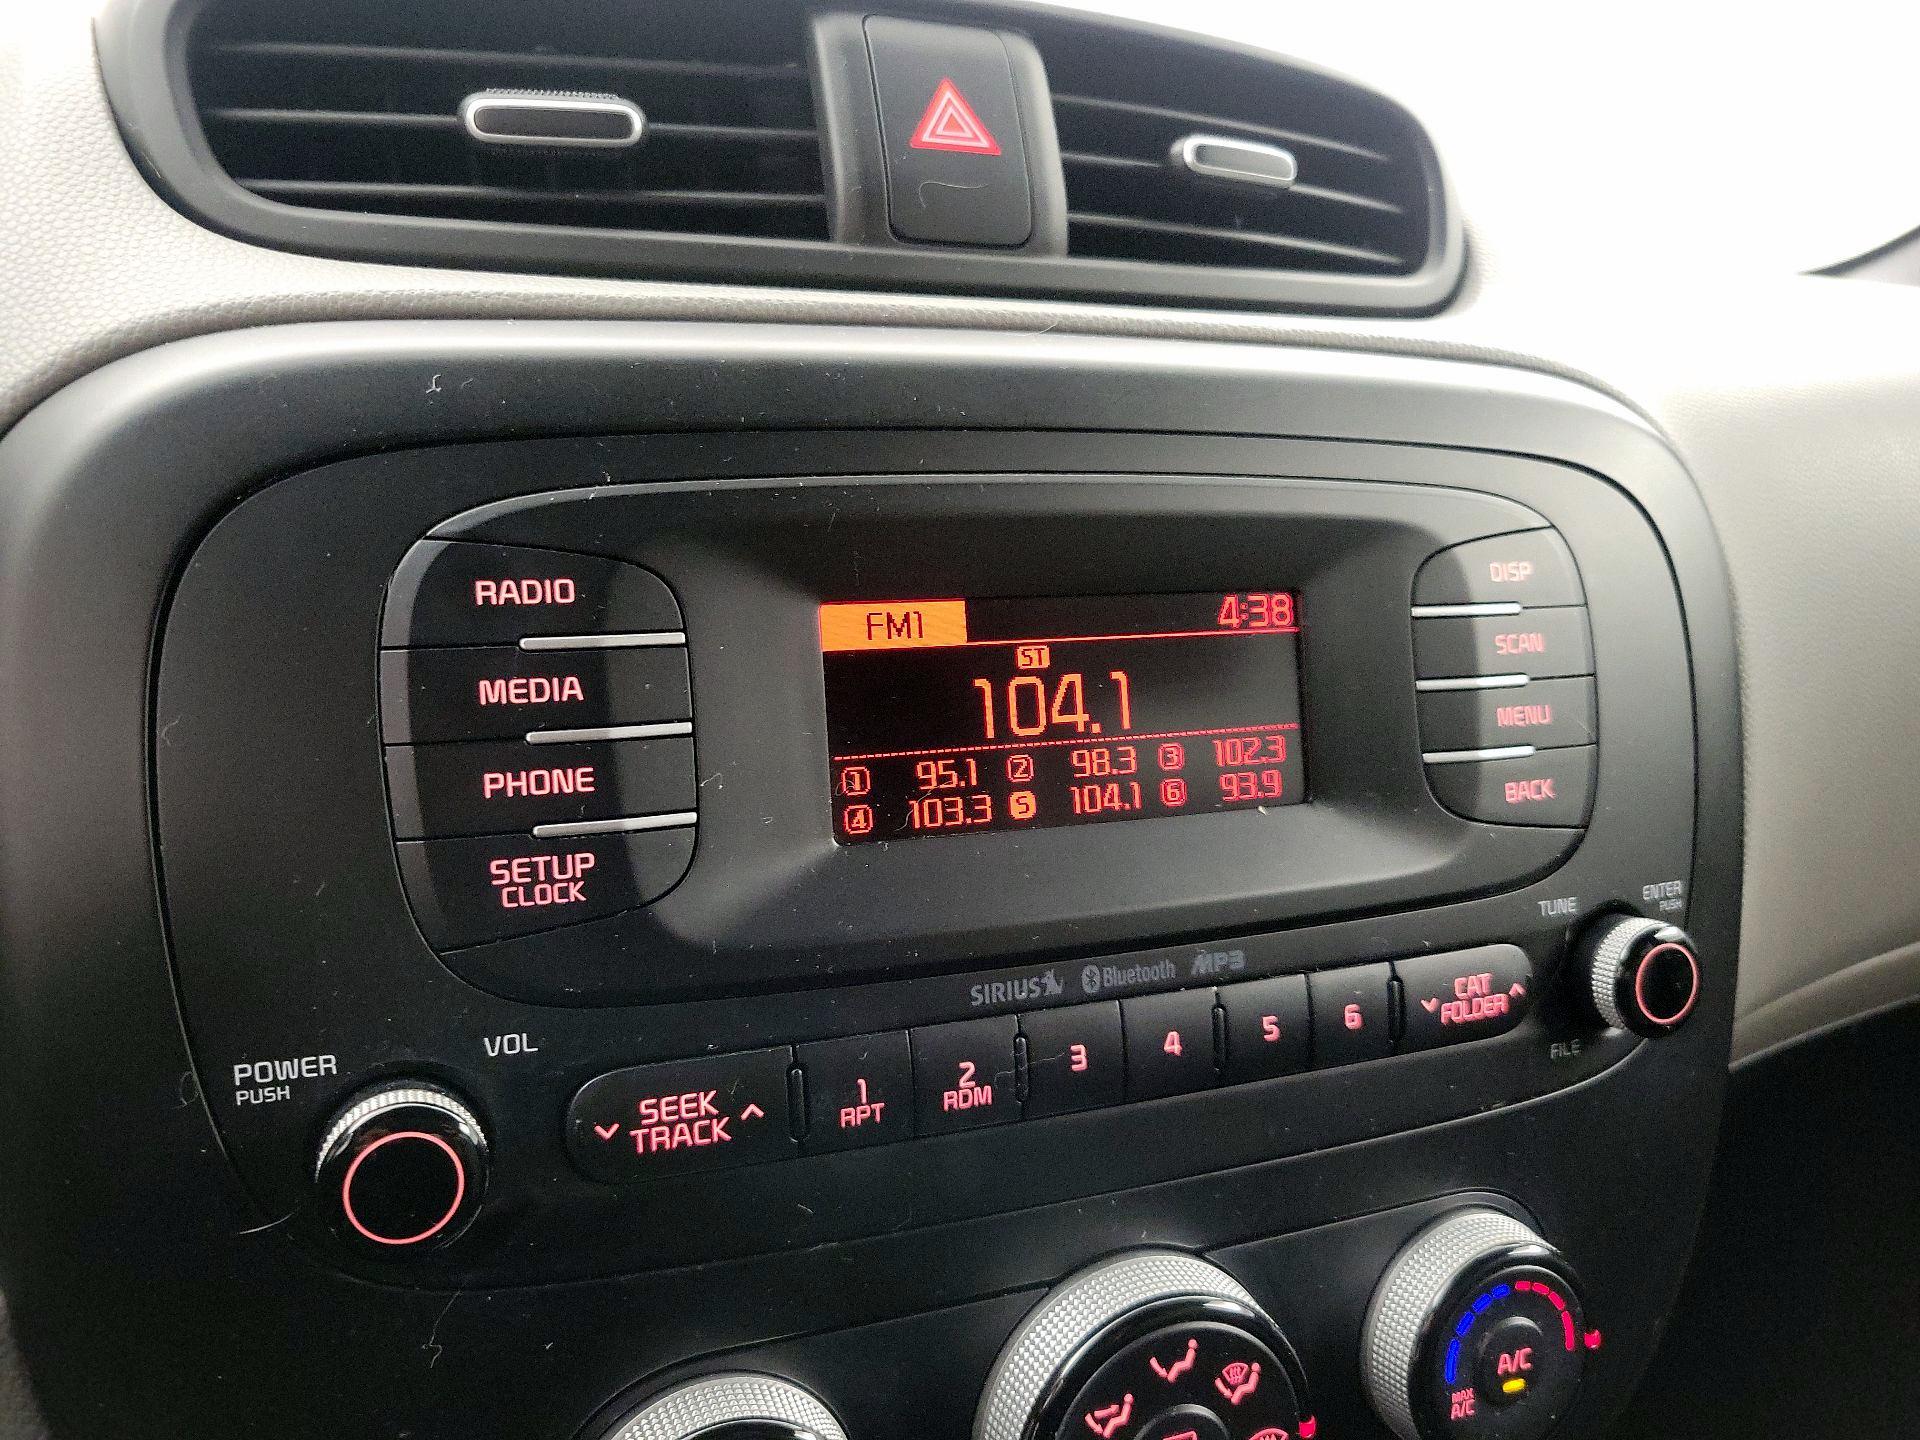 RADIO
MEDIA
PHONE
SETUP
CLOCK
FM1 4:38
ST
104.1
1 95.1 2 98.3 3 102.3
4 103.3 5 104.1 6 93.9
DISP
SCAN
MENU
BACK
SIRIUS Bluetooth MP3
TUNE
ENTER
PUSH
FILE
POWER
PUSH
VOL
SEEK
TRACK
1
RPT
2
RDM
3
4
5
6
CAT
FOLDER
A/C
MAX
A/C